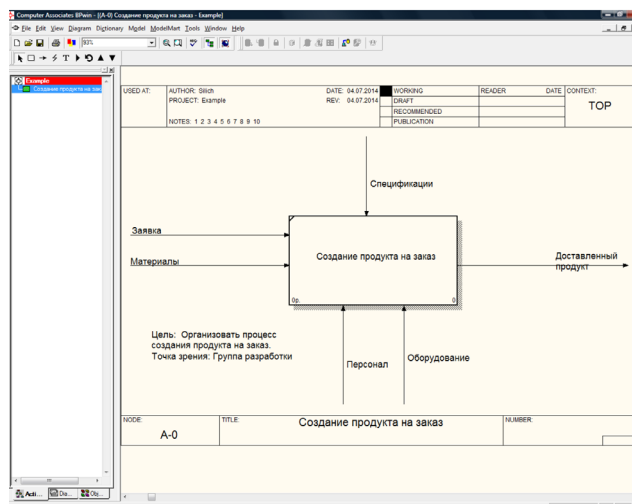 Computer Associates BPwin - [(A-0) Создание продукта на заказ - Example]
File Edit View Diagram Dictionary Model ModelMart Tools Window Help
93%
Example
Создание продукта на зак
USED AT: AUTHOR: Silich DATE: 04.07.2014 WORKING READER DATE CONTEXT:
PROJECT: Example REV: 04.07.2014 DRAFT TOP
RECOMMENDED
NOTES: 1 2 3 4 5 6 7 8 9 10 PUBLICATION
Спецификации
Заявка
Материалы
Создание продукта на заказ
Доставленный
продукт
0р. 0
Цель: Организовать процесс
создания продукта на заказ.
Точка зрения: Группа разработки
Персонал
Оборудование
NODE: TITLE: NUMBER:
A-0 Создание продукта на заказ
Acti... Dia... Obj...